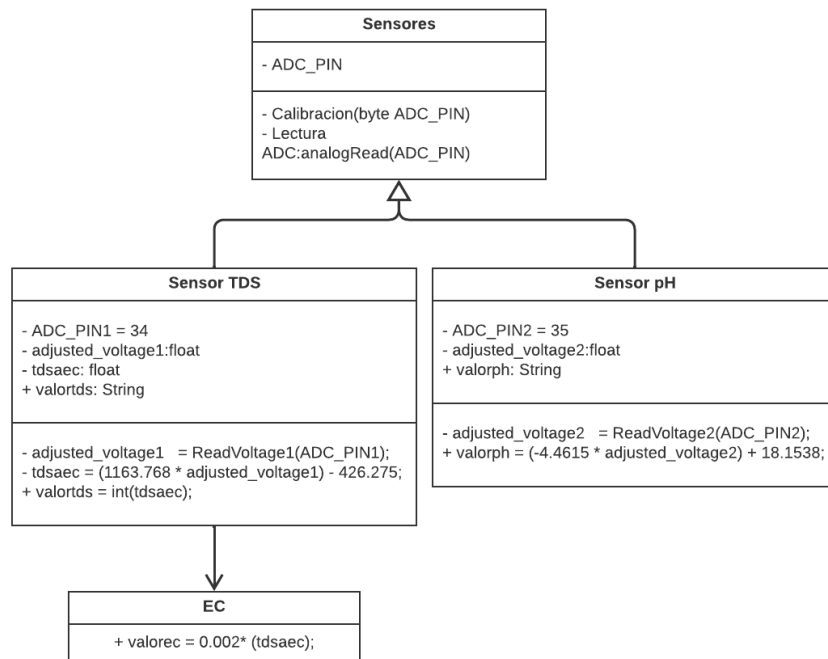 Sensores
- ADC_PIN
- Calibracion(byte ADC_PIN)
- Lectura
ADC:analogRead(ADC_PIN)
Sensor TDS
- ADC_PIN1 = 34
- adjusted_voltage1:float
- tdsaec: float
+ valortds: String
- adjusted_voltage1   = ReadVoltage1(ADC_PIN1);
- tdsaec = (1163.768 * adjusted_voltage1) - 426.275;
+ valortds = int(tdsaec);
Sensor pH
- ADC_PIN2 = 35
- adjusted_voltage2:float
+ valorph: String
- adjusted_voltage2   = ReadVoltage2(ADC_PIN2);
+ valorph = (-4.4615 * adjusted_voltage2) + 18.1538;
EC
+ valorec = 0.002* (tdsaec);